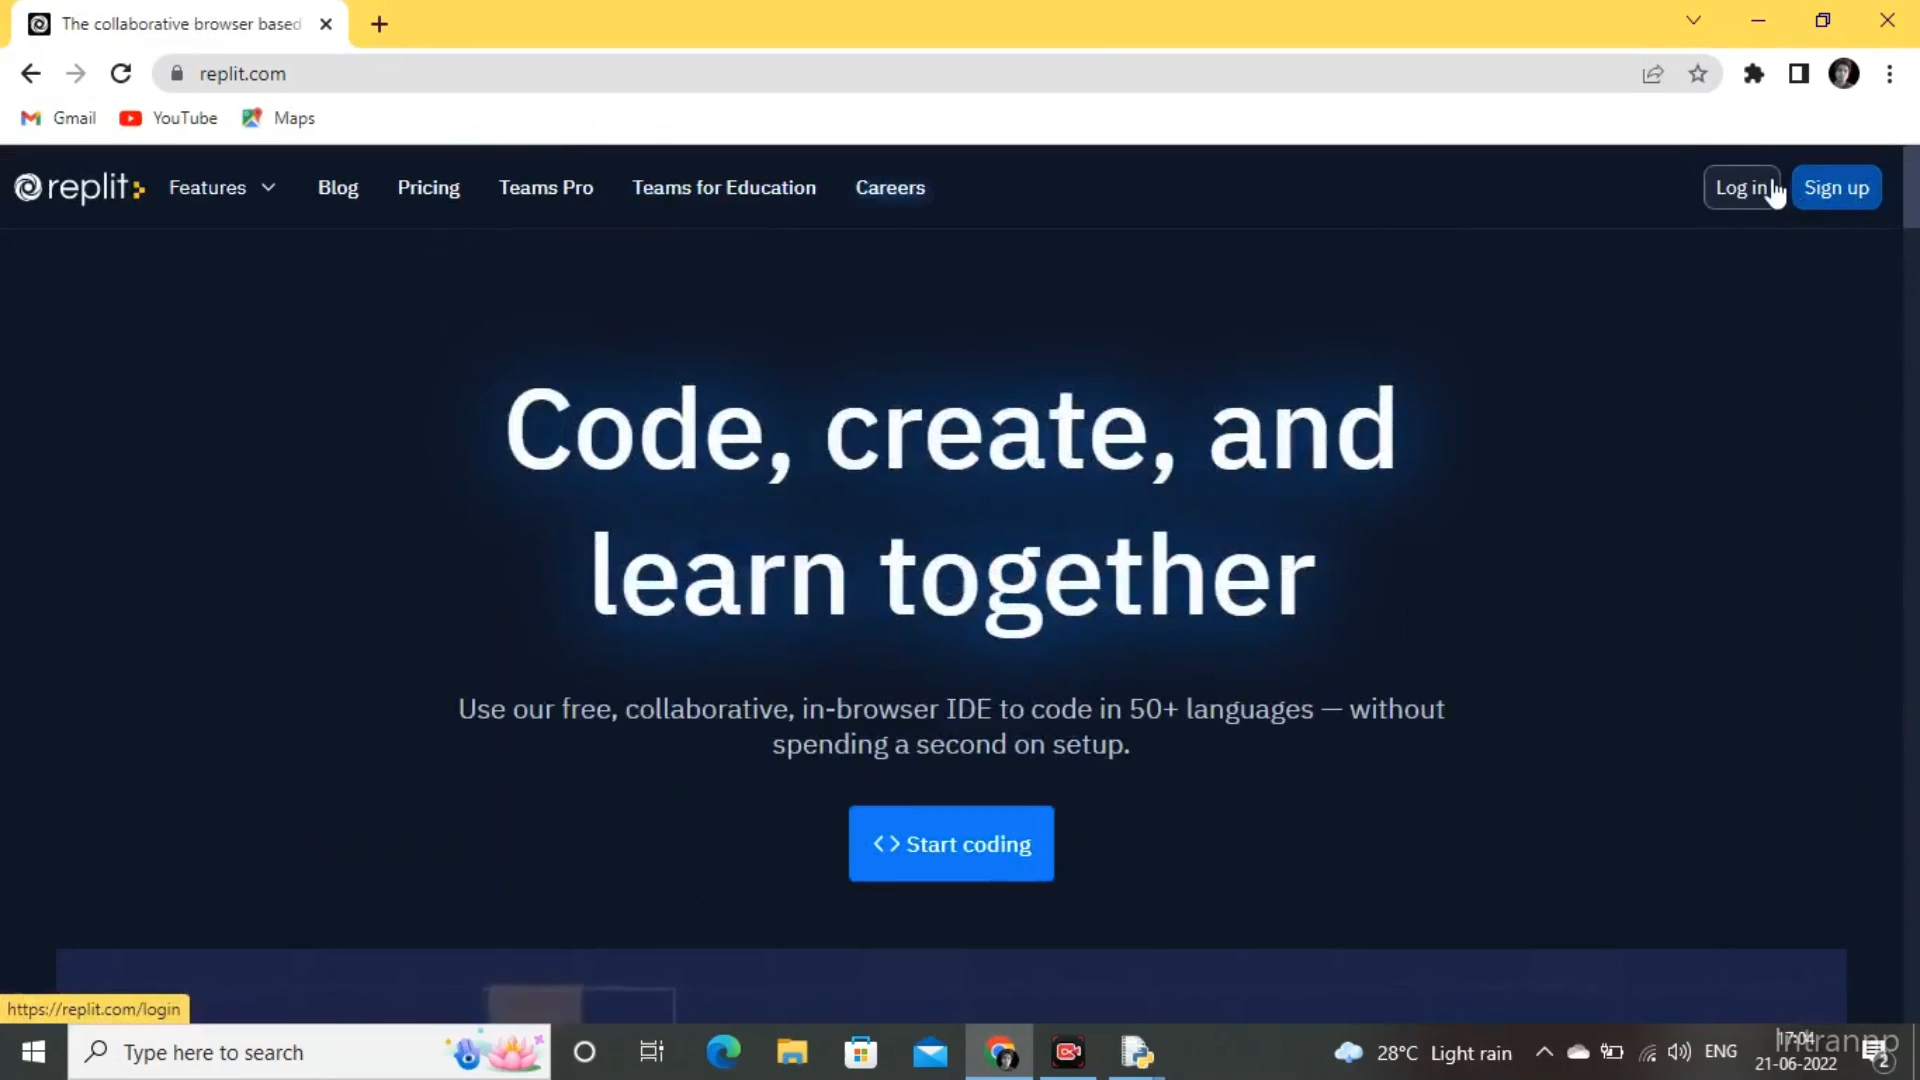 The collaborative browser based
replit.com
Gmail YouTube Maps
replit Features Blog Pricing Teams Pro Teams for Education Careers Log in Sign up
Code, create, and
learn together
Use our free, collaborative, in-browser IDE to code in 50+ languages — without
spending a second on setup.
<> Start coding
https://replit.com/login
Type here to search
28°C Light rain ENG
17:04
21-06-2022
2